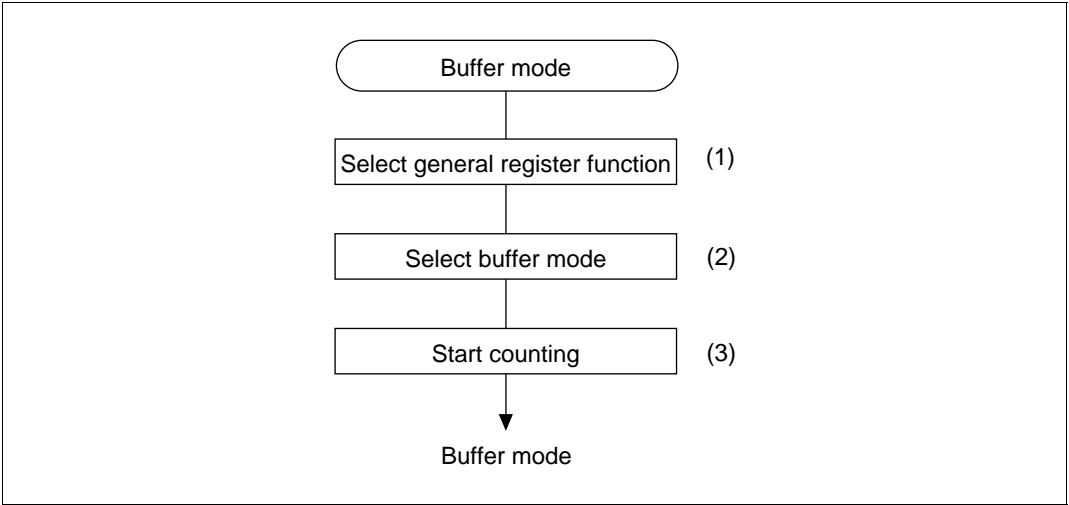 Buffer mode
Select general register function (1)
Select buffer mode (2)
Start counting (3)
Buffer mode